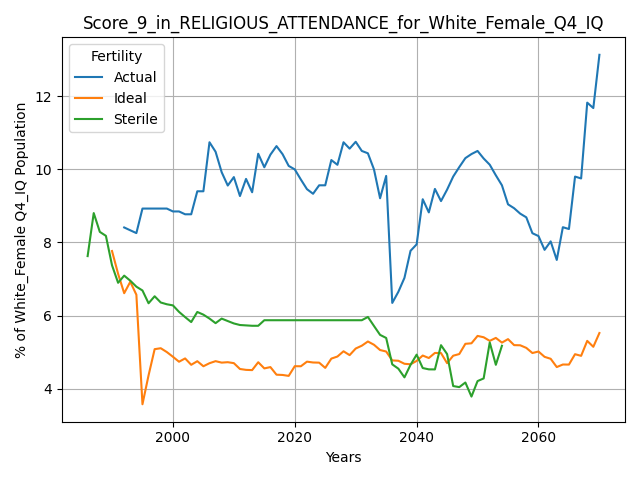 Score_9_in_RELIGIOUS_ATTENDANCE_for_White_Female_Q4_IQ
Fertility
Actual
Ideal
Sterile
% of White_Female Q4_IQ Population
12
10
8
6
4
2000
2020
2040
2060
Years